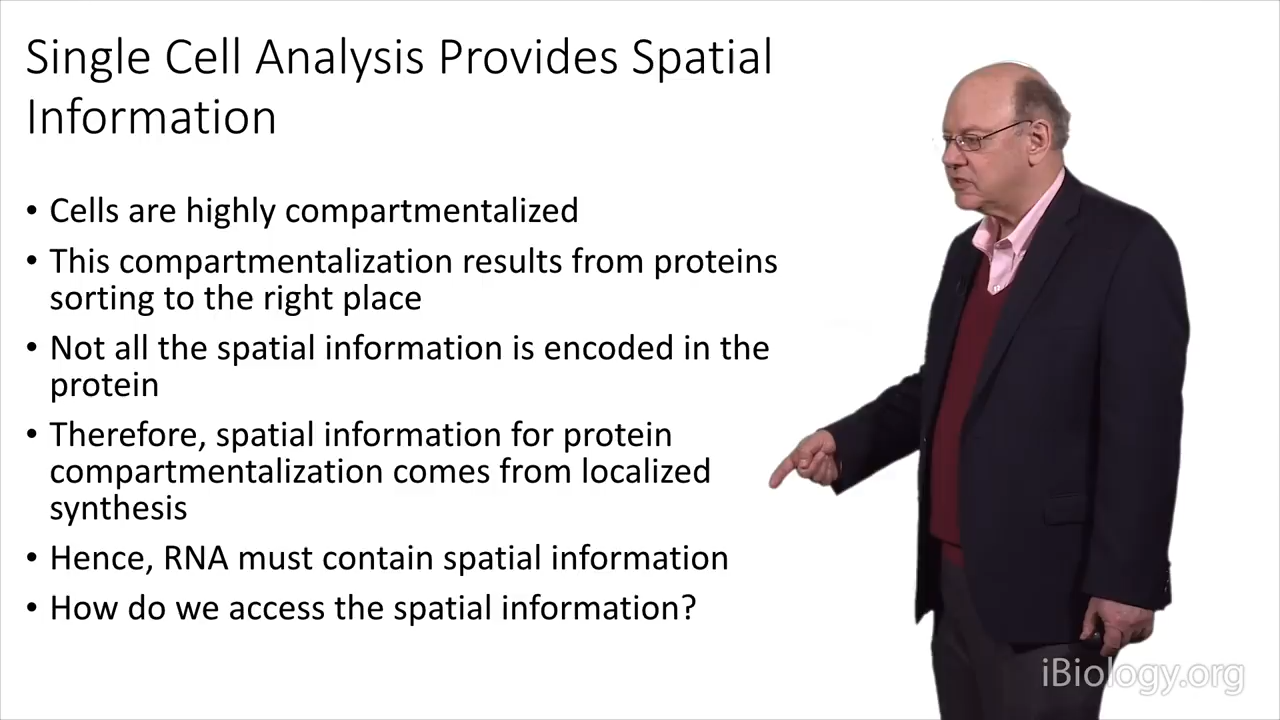 Single Cell Analysis Provides Spatial
Information
• Cells are highly compartmentalized
• This compartmentalization results from proteins
sorting to the right place
• Not all the spatial information is encoded in the
protein
• Therefore, spatial information for protein
compartmentalization comes from localized
synthesis
• Hence, RNA must contain spatial information
• How do we access the spatial information?
iBiology.org